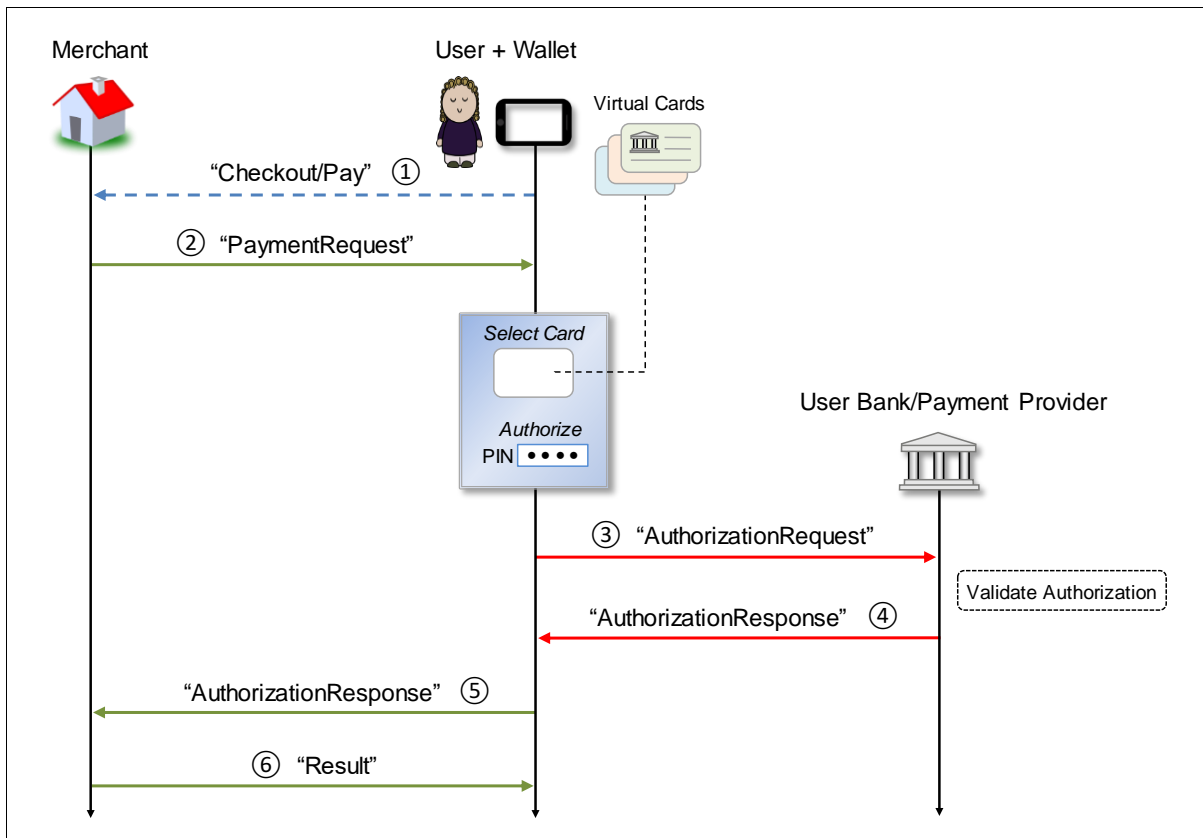 Merchant
User + Wallet
Virtual Cards
“Checkout/Pay” ①
② “PaymentRequest”
Select Card
Authorize
PIN
User Bank/Payment Provider
③ “AuthorizationRequest”
Validate Authorization
“AuthorizationResponse” ④
“AuthorizationResponse” ⑤
⑥ “Result”